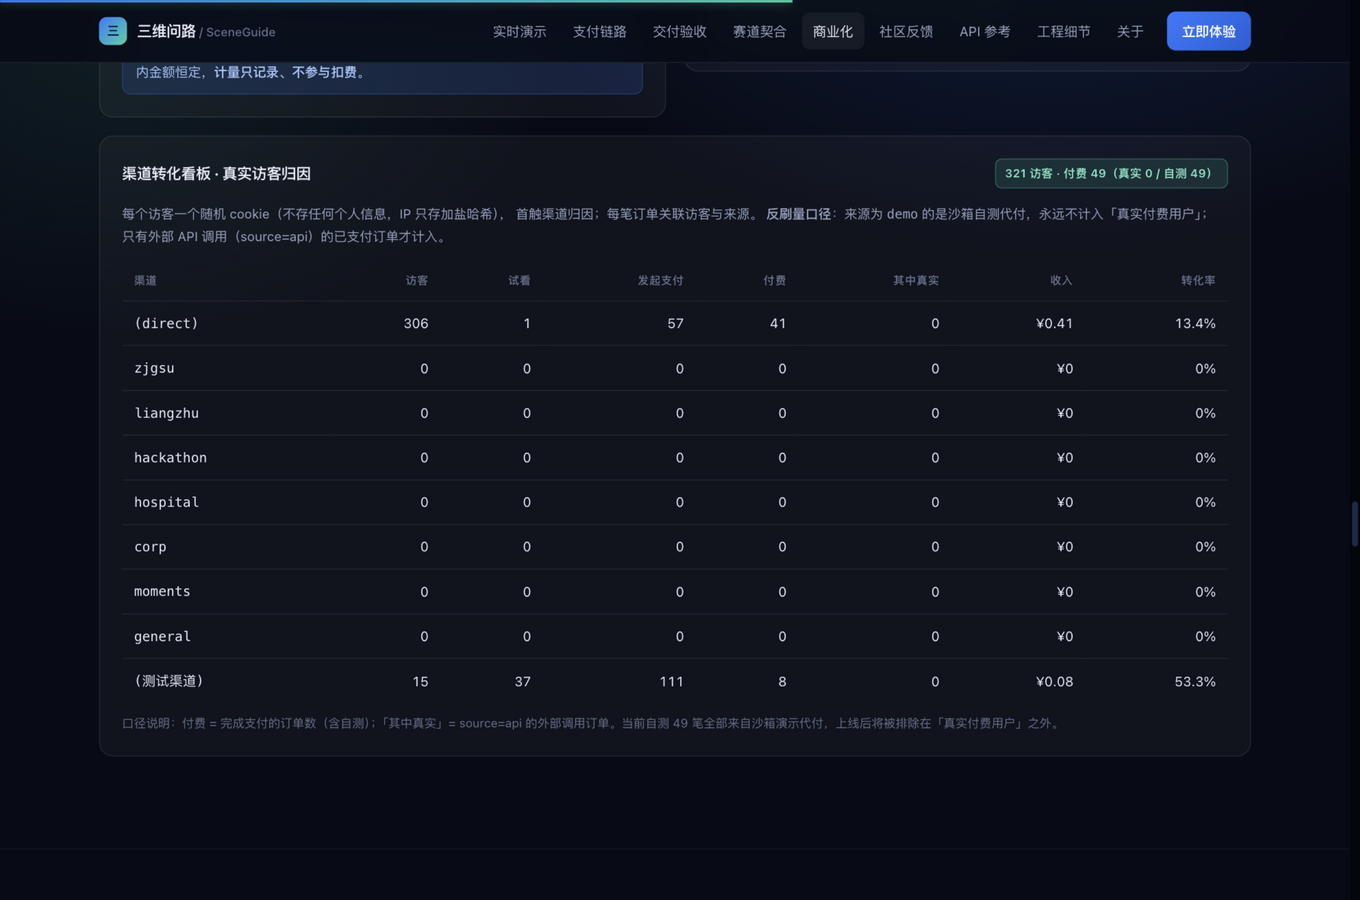 三 三维问路 / SceneGuide 实时演示 支付链路 交付验收 赛道契合 商业化 社区反馈 API 参考 工程细节 关于 立即体验
内金额恒定，计量只记录、不参与扣费。
渠道转化看板 · 真实访客归因 321 访客 · 付费 49（真实 0 / 自测 49）
每个访客一个随机 cookie（不存任何个人信息，IP 只存加盐哈希）， 首触渠道归因；每笔订单关联访客与来源。 反刷量口径：来源为 demo 的是沙箱自测代付，永远不计入「真实付费用户」；
只有外部 API 调用（source=api）的已支付订单才计入。
渠道 访客 试看 发起支付 付费 其中真实 收入 转化率
(direct) 306 1 57 41 0 ¥0.41 13.4%
zjgsu 0 0 0 0 0 ¥0 0%
liangzhu 0 0 0 0 0 ¥0 0%
hackathon 0 0 0 0 0 ¥0 0%
hospital 0 0 0 0 0 ¥0 0%
corp 0 0 0 0 0 ¥0 0%
moments 0 0 0 0 0 ¥0 0%
general 0 0 0 0 0 ¥0 0%
(测试渠道) 15 37 111 8 0 ¥0.08 53.3%
口径说明：付费 = 完成支付的订单数（含自测）；「其中真实」= source=api 的外部调用订单。当前自测 49 笔全部来自沙箱演示代付，上线后将被排除在「真实付费用户」之外。